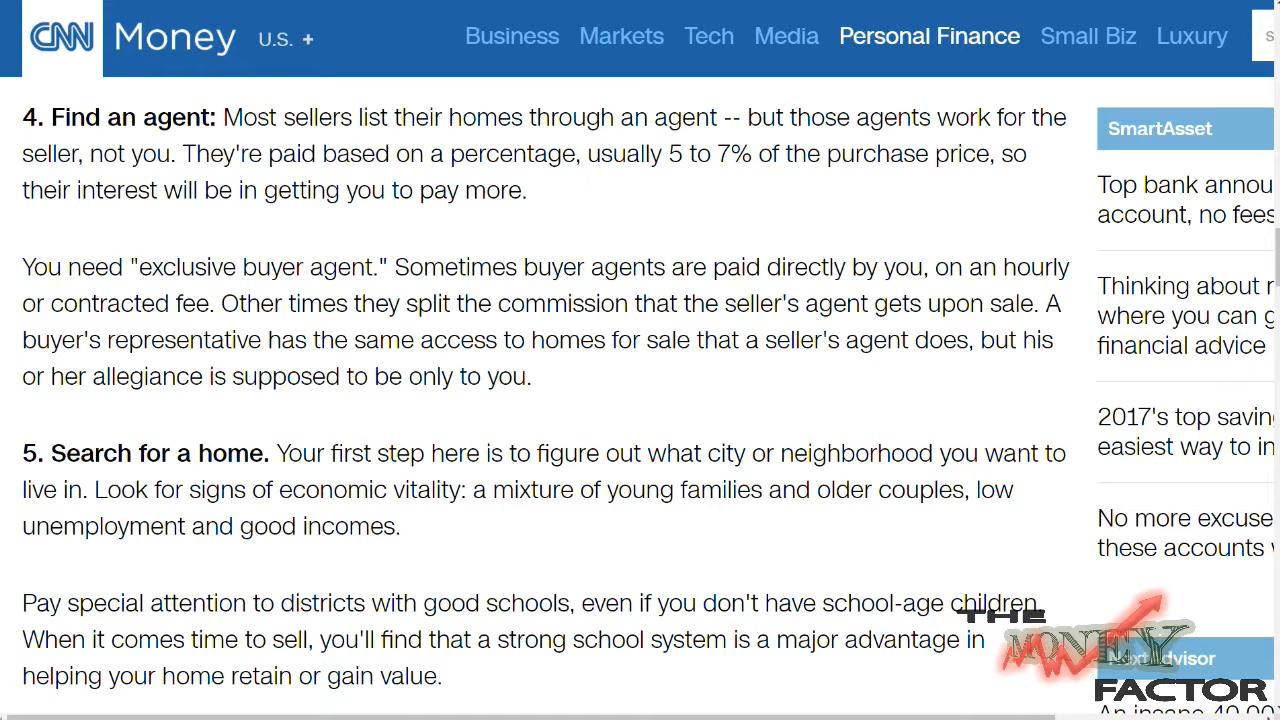 CNN Money U.S. +
Business Markets Tech Media Personal Finance Small Biz Luxury
4. Find an agent: Most sellers list their homes through an agent -- but those agents work for the
seller, not you. They're paid based on a percentage, usually 5 to 7% of the purchase price, so
their interest will be in getting you to pay more.
You need "exclusive buyer agent." Sometimes buyer agents are paid directly by you, on an hourly
or contracted fee. Other times they split the commission that the seller's agent gets upon sale. A
buyer's representative has the same access to homes for sale that a seller's agent does, but his
or her allegiance is supposed to be only to you.
5. Search for a home. Your first step here is to figure out what city or neighborhood you want to
live in. Look for signs of economic vitality: a mixture of young families and older couples, low
unemployment and good incomes.
Pay special attention to districts with good schools, even if you don't have school-age children.
When it comes time to sell, you'll find that a strong school system is a major advantage in
helping your home retain or gain value.
SmartAsset
Top bank annou
account, no fees
Thinking about r
where you can g
financial advice
2017's top saving
easiest way to in
No more excuse
these accounts
NextAdvisor
THE
MONEY
FACTOR